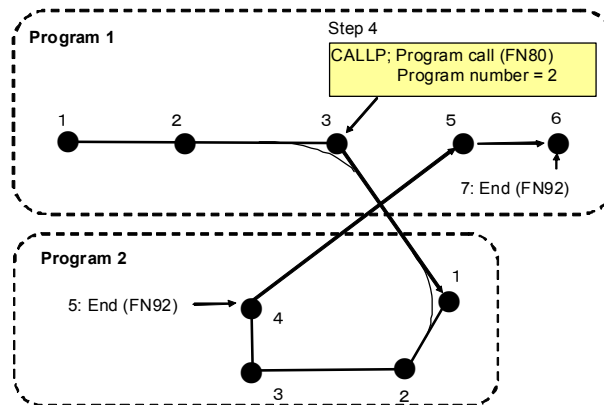 Step 4
Program 1
CALLP; Program call (FN80)
Program number = 2
1
2
3
5
6
7: End (FN92)
Program 2
1
5: End (FN92)
4
3
2